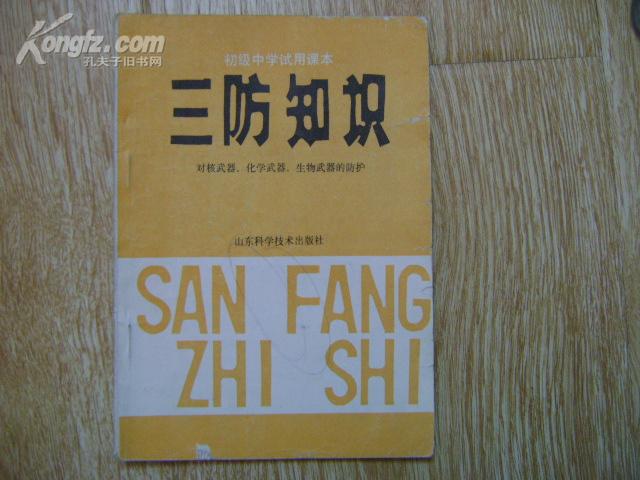 Kongfz.com
孔夫子旧书网
初级中学试用课本
三防知识
对核武器、化学武器、生物武器的防护
山东科学技术出版社
SAN FANG
ZHI SHI